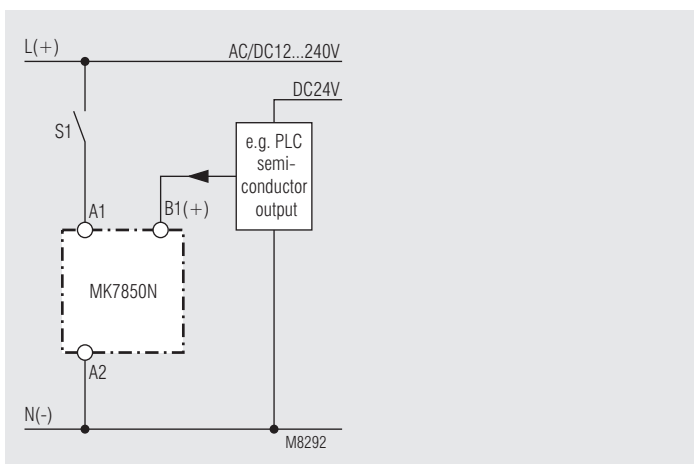 L(+)
AC/DC12...240V
DC24V
S1
e.g. PLC
semi-
conductor
output
A1
B1(+)
MK7850N
A2
N(-)
M8292